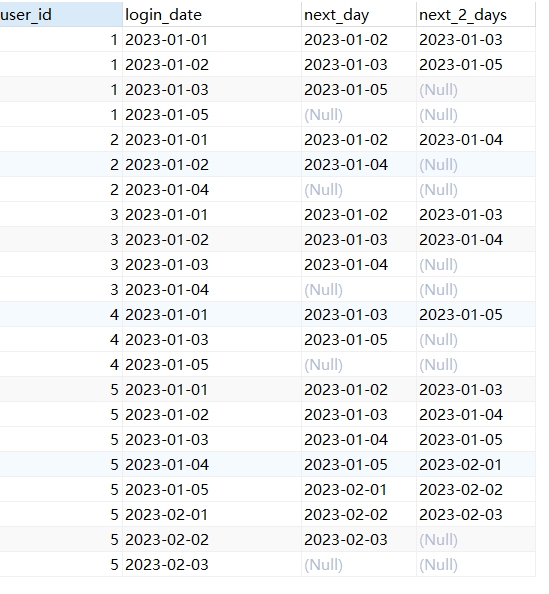 user_id login_date next_day next_2_days
1 2023-01-01 2023-01-02 2023-01-03
1 2023-01-02 2023-01-03 2023-01-05
1 2023-01-03 2023-01-05 (Null)
1 2023-01-05 (Null) (Null)
2 2023-01-01 2023-01-02 2023-01-04
2 2023-01-02 2023-01-04 (Null)
2 2023-01-04 (Null) (Null)
3 2023-01-01 2023-01-02 2023-01-03
3 2023-01-02 2023-01-03 2023-01-04
3 2023-01-03 2023-01-04 (Null)
3 2023-01-04 (Null) (Null)
4 2023-01-01 2023-01-03 2023-01-05
4 2023-01-03 2023-01-05 (Null)
4 2023-01-05 (Null) (Null)
5 2023-01-01 2023-01-02 2023-01-03
5 2023-01-02 2023-01-03 2023-01-04
5 2023-01-03 2023-01-04 2023-01-05
5 2023-01-04 2023-01-05 2023-02-01
5 2023-01-05 2023-02-01 2023-02-02
5 2023-02-01 2023-02-02 2023-02-03
5 2023-02-02 2023-02-03 (Null)
5 2023-02-03 (Null) (Null)